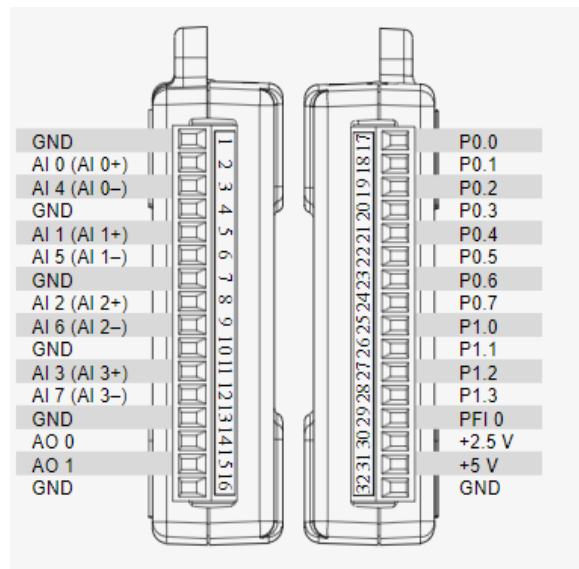 GND 1
AI 0 (AI 0+) 2
AI 4 (AI 0–) 3
GND 4
AI 1 (AI 1+) 5
AI 5 (AI 1–) 6
GND 7
AI 2 (AI 2+) 8
AI 6 (AI 2–) 9
GND 10
AI 3 (AI 3+) 11
AI 7 (AI 3–) 12
GND 13
AO 0 14
AO 1 15
GND 16
17 P0.0
18 P0.1
19 P0.2
20 P0.3
21 P0.4
22 P0.5
23 P0.6
24 P0.7
25 P1.0
26 P1.1
27 P1.2
28 P1.3
29 PFI 0
30 +2.5 V
31 +5 V
32 GND